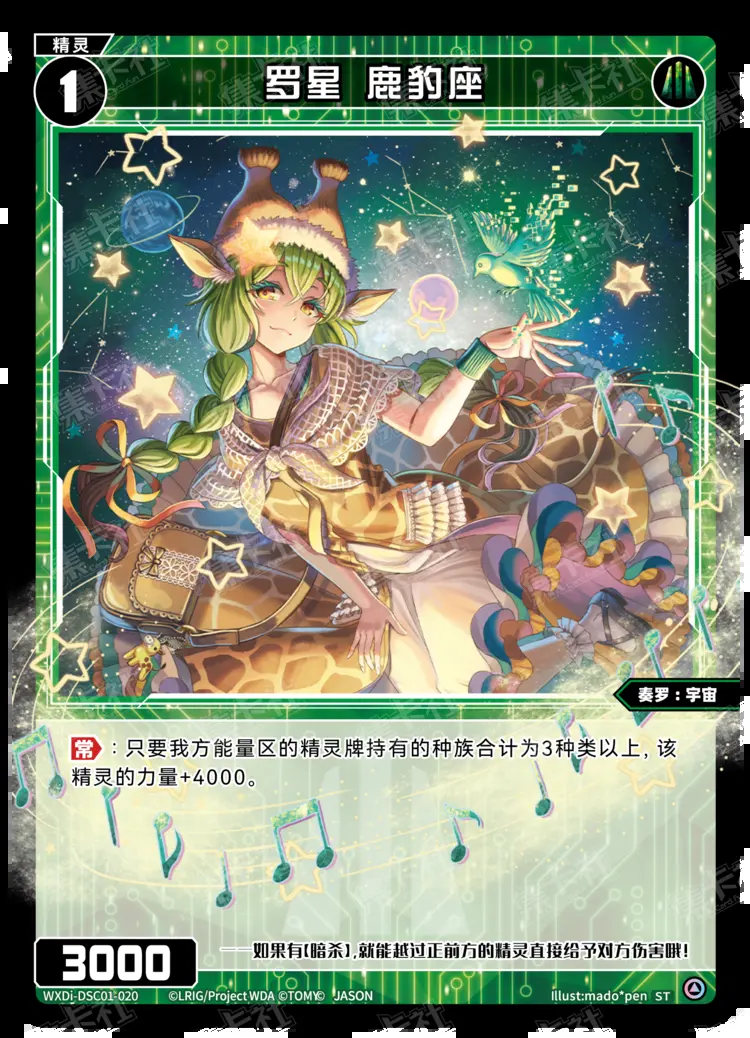 精灵
1
罗星 鹿豹座
奏罗：宇宙
常：只要我方能量区的精灵牌持有的种族合计为3种类以上，该
精灵的力量+4000。
——如果有【暗杀】，就能越过正前方的精灵直接给予对方伤害哦！
3000
WXDi-DSC01-020 ©LRIG/Project WDA ©TOMY© JASON Illust:mado*pen ST
集卡社